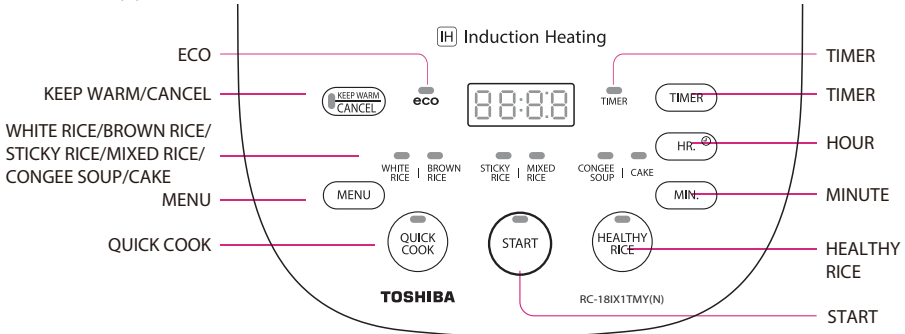 IH Induction Heating
ECO
TIMER
KEEP WARM/CANCEL
KEEP WARM
CANCEL
eco
88:88
TIMER
TIMER
TIMER
WHITE RICE/BROWN RICE/
STICKY RICE/MIXED RICE/
CONGEE SOUP/CAKE
HR.
HOUR
WHITE RICE | BROWN RICE
STICKY RICE | MIXED RICE
CONGEE SOUP | CAKE
MENU
MENU
MIN.
MINUTE
QUICK COOK
QUICK
COOK
START
HEALTHY
RICE
HEALTHY
RICE
TOSHIBA
RC-18IX1TMY(N)
START